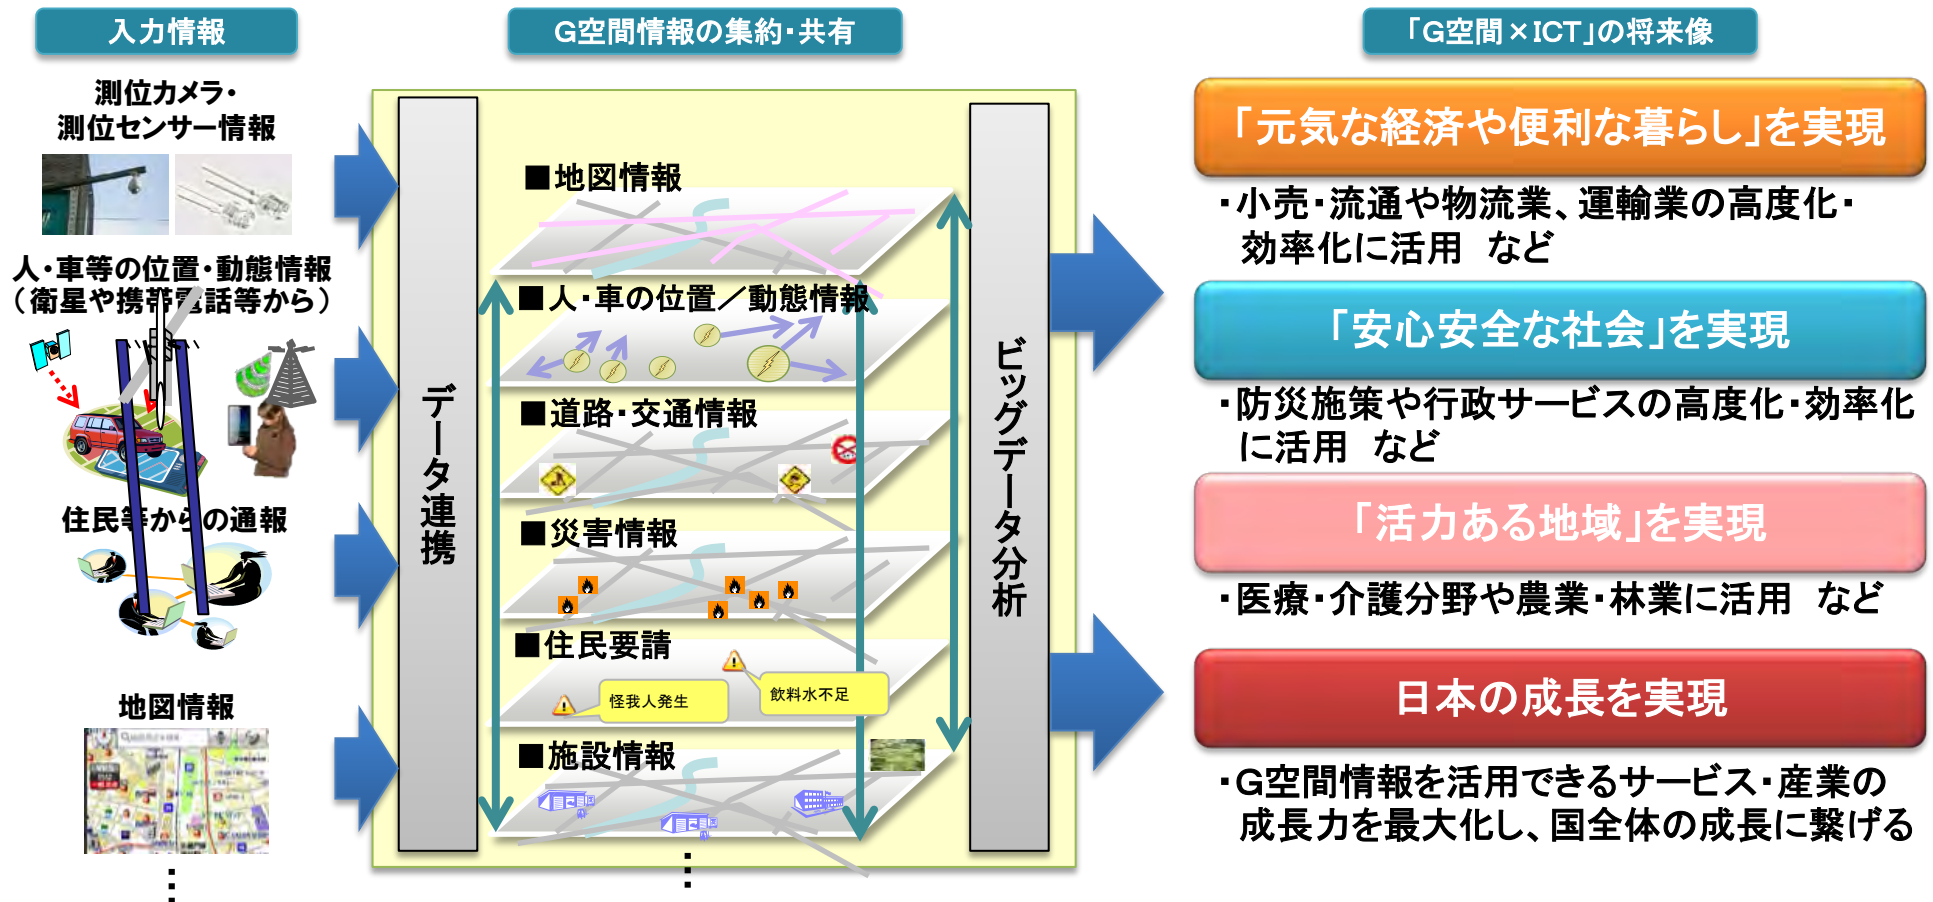 入力情報
測位カメラ・
測位センサー情報
人・車等の位置・動態情報
（衛星や携帯電話等から）
住民等からの通報
地図情報
G空間情報の集約・共有
データ連携
■地図情報
■人・車の位置／動態情報
■道路・交通情報
■災害情報
■住民要請
怪我人発生
飲料水不足
■施設情報
ビッグデータ分析
「G空間×ICT」の将来像
「元気な経済や便利な暮らし」を実現
・小売・流通や物流業、運輸業の高度化・
効率化に活用　など
「安心安全な社会」を実現
・防災施策や行政サービスの高度化・効率化
に活用　など
「活力ある地域」を実現
・医療・介護分野や農業・林業に活用　など
日本の成長を実現
・G空間情報を活用できるサービス・産業の
成長力を最大化し、国全体の成長に繋げる